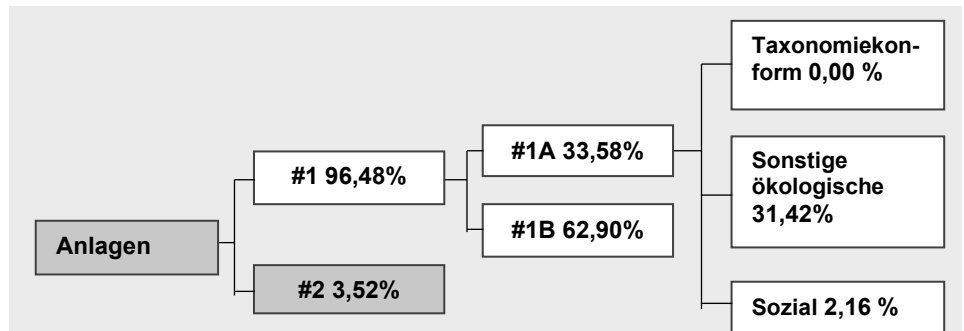 Taxonomiekon-
form 0,00 %
#1A 33,58%
Sonstige
ökologische
31,42%
#1 96,48%
#1B 62,90%
Anlagen
#2 3,52%
Sozial 2,16 %